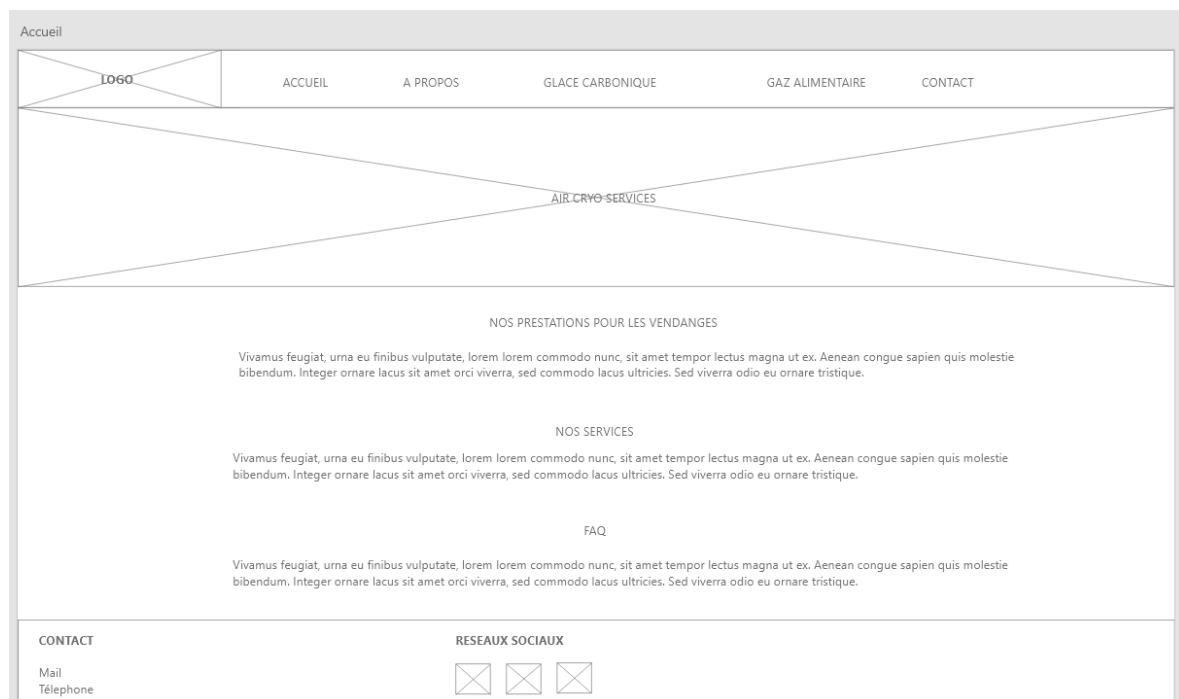 Accueil
LOGO
ACCUEIL
A PROPOS
GLACE CARBONIQUE
GAZ ALIMENTAIRE
CONTACT
AIR CRYO SERVICES
NOS PRESTATIONS POUR LES VENDANGES
Vivamus feugiat, urna eu finibus vulputate, lorem lorem commodo nunc, sit amet tempor lectus magna ut ex. Aenean congue sapien quis molestie
bibendum. Integer ornare lacus sit amet orci viverra, sed commodo lacus ultricies. Sed viverra odio eu ornare tristique.
NOS SERVICES
Vivamus feugiat, urna eu finibus vulputate, lorem lorem commodo nunc, sit amet tempor lectus magna ut ex. Aenean congue sapien quis molestie
bibendum. Integer ornare lacus sit amet orci viverra, sed commodo lacus ultricies. Sed viverra odio eu ornare tristique.
FAQ
Vivamus feugiat, urna eu finibus vulputate, lorem lorem commodo nunc, sit amet tempor lectus magna ut ex. Aenean congue sapien quis molestie
bibendum. Integer ornare lacus sit amet orci viverra, sed commodo lacus ultricies. Sed viverra odio eu ornare tristique.
CONTACT
Mail
Télephone
RESEAUX SOCIAUX